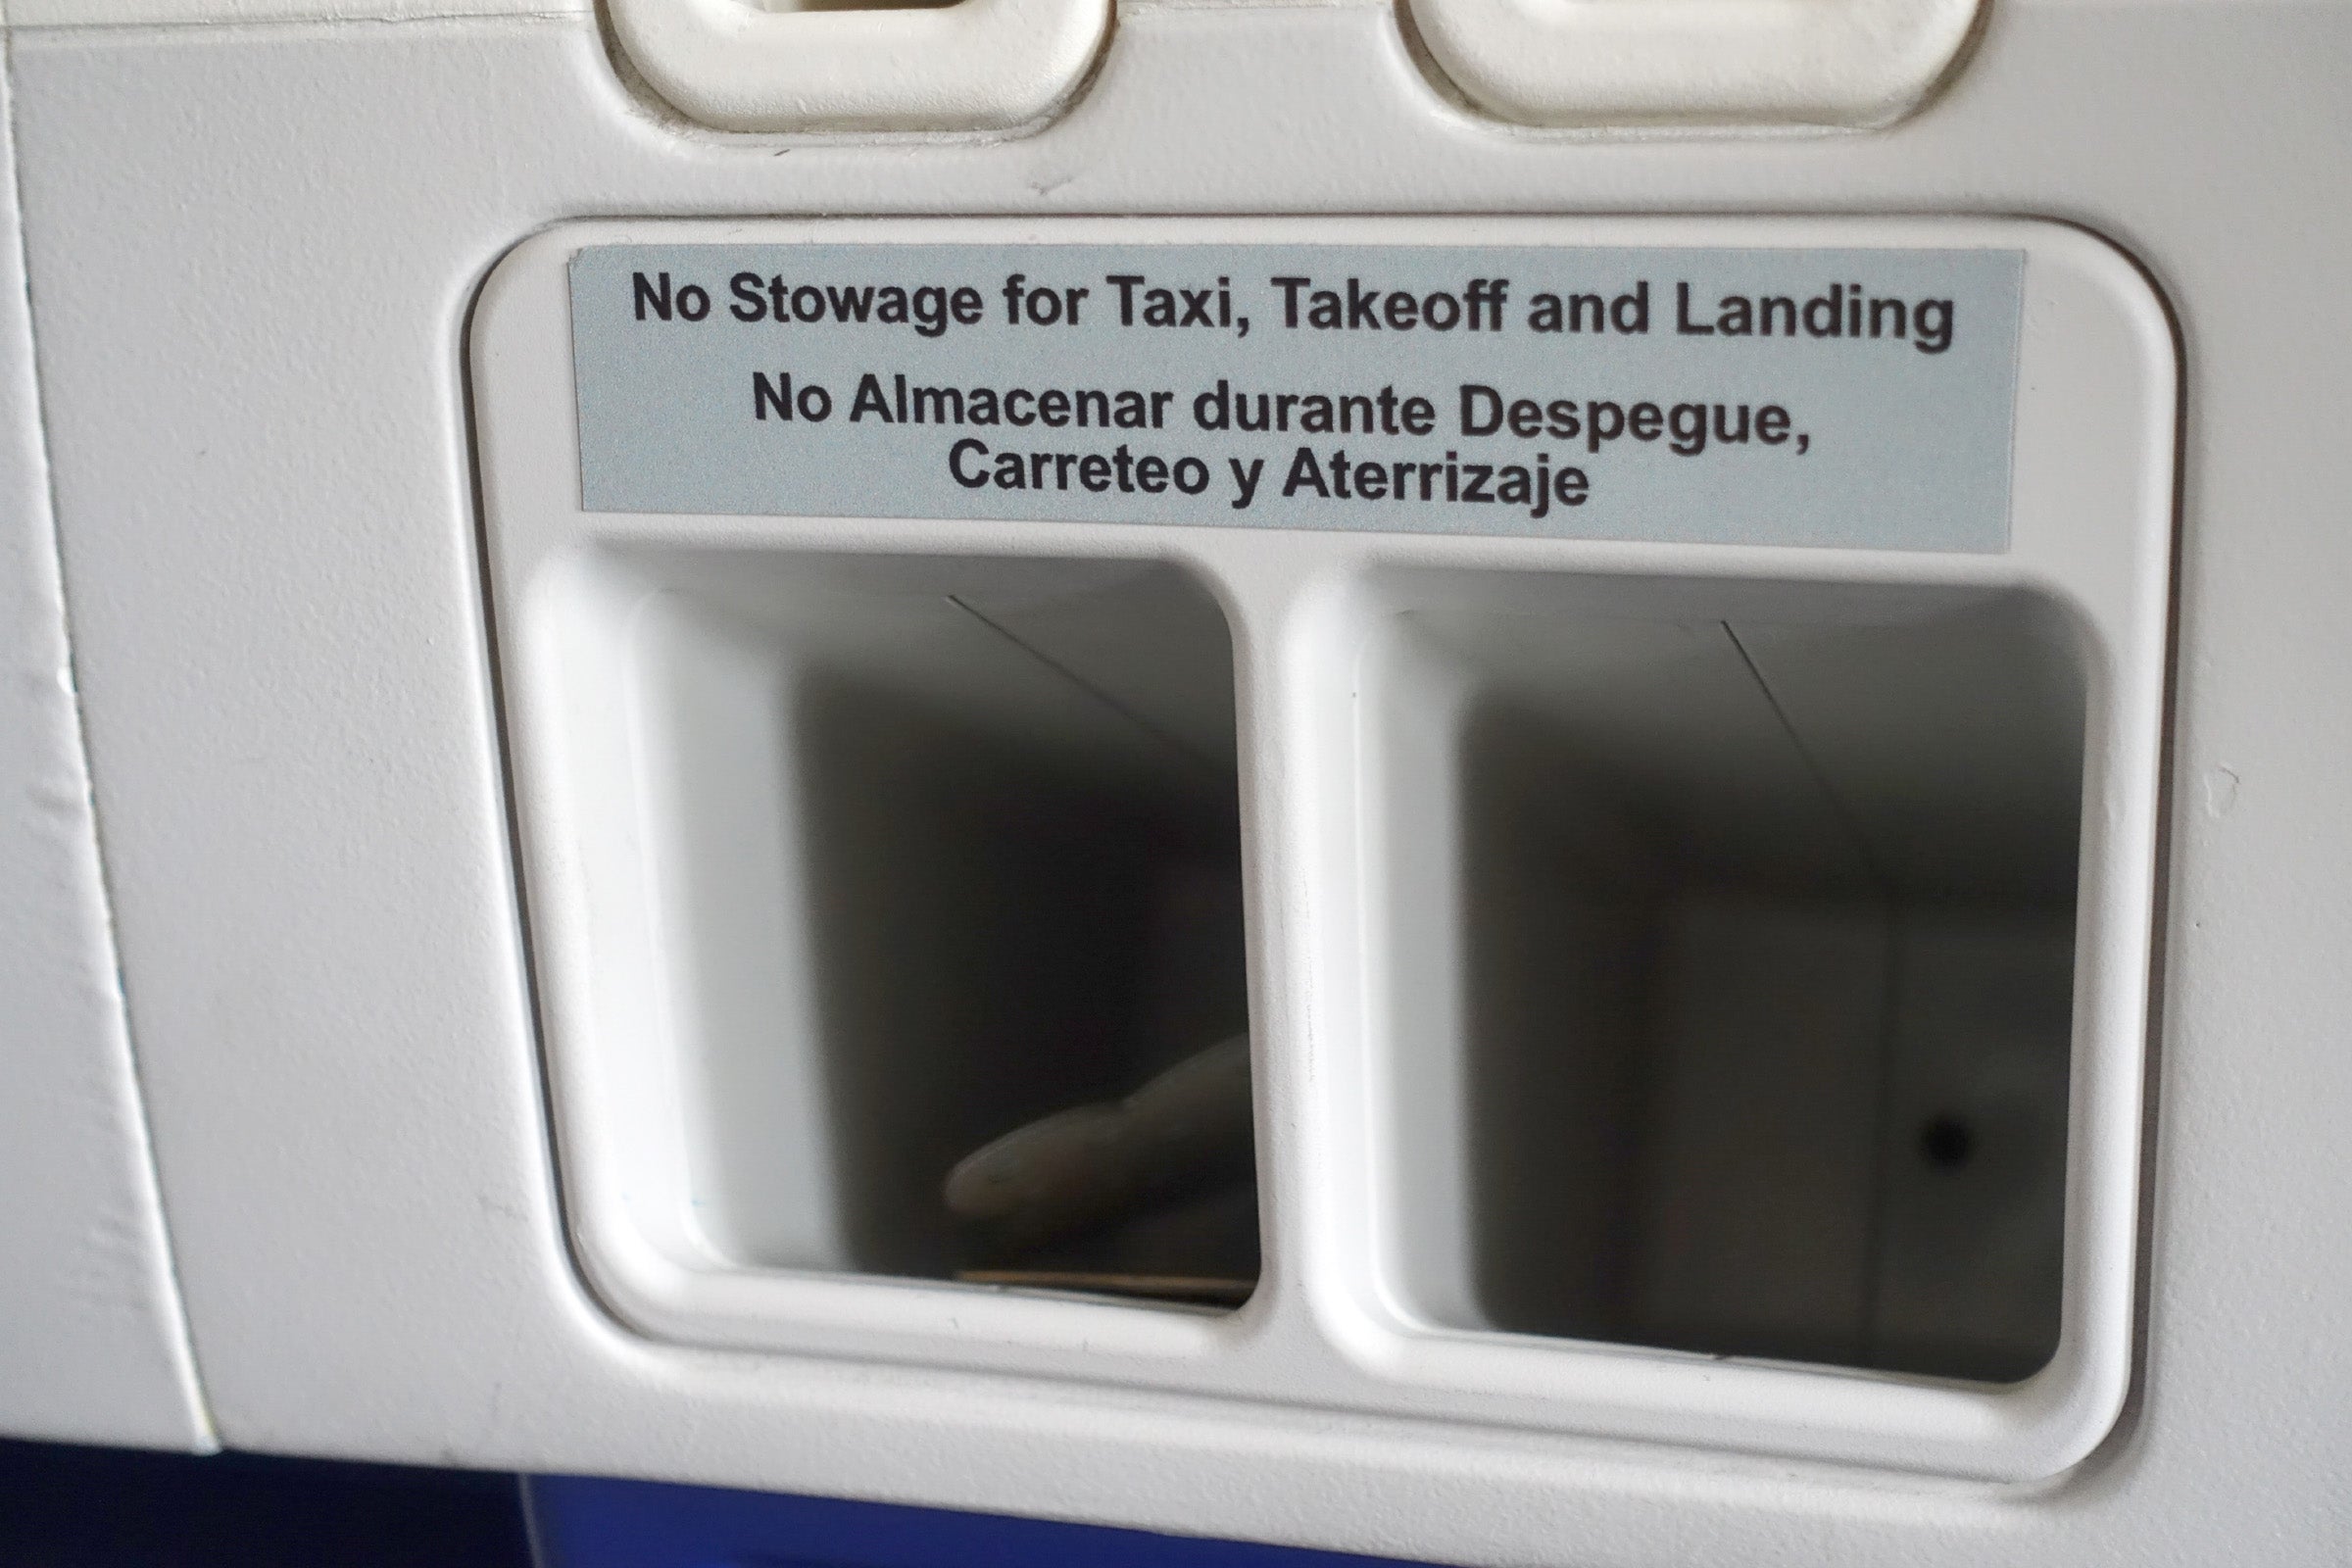 No Stowage for Taxi, Takeoff and Landing
No Almacenar durante Despegue,
Carreteo y Aterrizaje